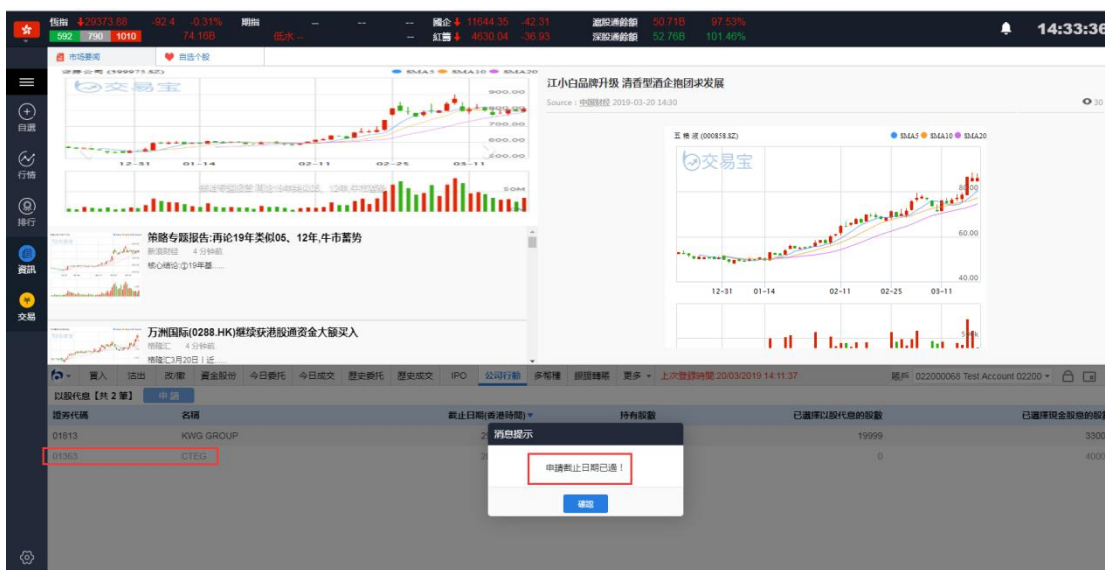 恆指 29373.88 -92.4 -0.31% 期指 -- -- -- 國企 11644.35 -42.31 滬股通餘額 50.71B 97.53%
592 790 1010 74.16B 低水 -- -- 紅籌 4630.04 -36.93 深股通餘額 52.76B 101.46%
14:33:36
市场要闻 自选个股
自選
行情
排行
資訊
交易
(399975.SZ) SMA5 SMA10 SMA20
交易宝
900.00
800.00
700.00
600.00
500.00
12-31 01-14 02-11 02-25 03-11
50M
策略专题报告:再论19年类似05、12年,牛市蓄势
新浪财经 4 分钟前
核心结论:①19年基......
万洲国际(0288.HK)继续获港股通资金大额买入
格隆汇 4 分钟前
格隆汇3月20日丨近......
江小白品牌升级 清香型酒企抱团求发展
Source : 中国财经 2019-03-20 14:30 30
五 粮 液 (000858.SZ) SMA5 SMA10 SMA20
交易宝
80.00
60.00
40.00
12-31 01-14 02-11 02-25 03-11
買入 沽出 改/撤 資金股份 今日委托 今日成交 歷史委托 歷史成交 IPO 公司行動 多幣種 銀證轉賬 更多 上次登錄時間:20/03/2019 14:11:37 賬戶 022000068 Test Account 02200
以股代息【共 2 筆】 申 請
證券代碼 名稱 截止日期(香港時間) 持有股數 已選擇以股代息的股數 已選擇現金股息的股
01813 KWG GROUP 19999 3300
01363 CTEG 0 4000
消息提示
申請截止日期已過！
確認